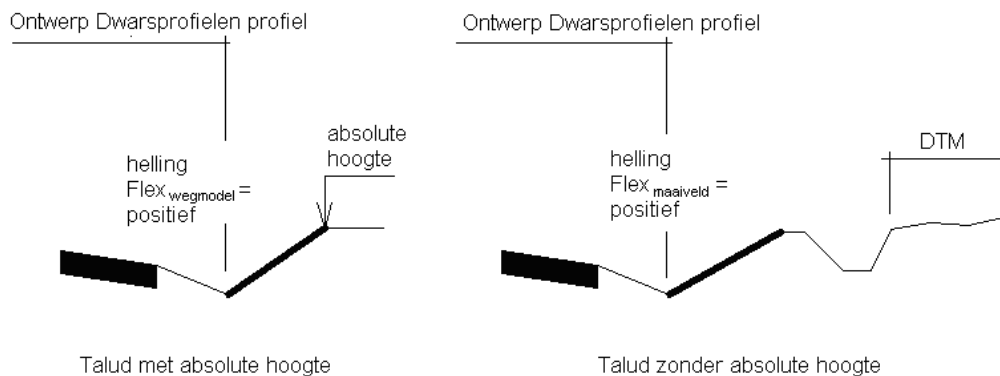 Ontwerp Dwarsprofielen profiel
helling
Flex wegmodel =
positief
absolute
hoogte
Talud met absolute hoogte
Ontwerp Dwarsprofielen profiel
helling
Flex maaiveld =
positief
DTM
Talud zonder absolute hoogte